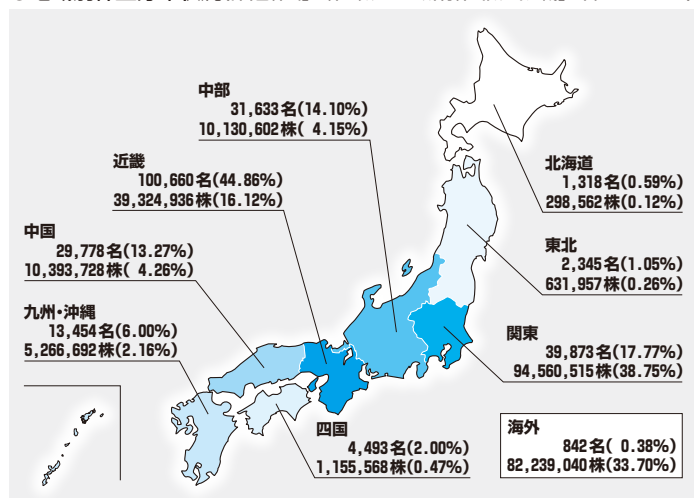 中部
31,633名(14.10%)
10,130,602株( 4.15%)
近畿
100,660名(44.86%)
39,324,936株(16.12%)
中国
29,778名(13.27%)
10,393,728株( 4.26%)
九州・沖縄
13,454名(6.00%)
5,266,692株(2.16%)
北海道
1,318名(0.59%)
298,562株(0.12%)
東北
2,345名(1.05%)
631,957株(0.26%)
関東
39,873名(17.77%)
94,560,515株(38.75%)
四国
4,493名(2.00%)
1,155,568株(0.47%)
海外
842名( 0.38%)
82,239,040株(33.70%)